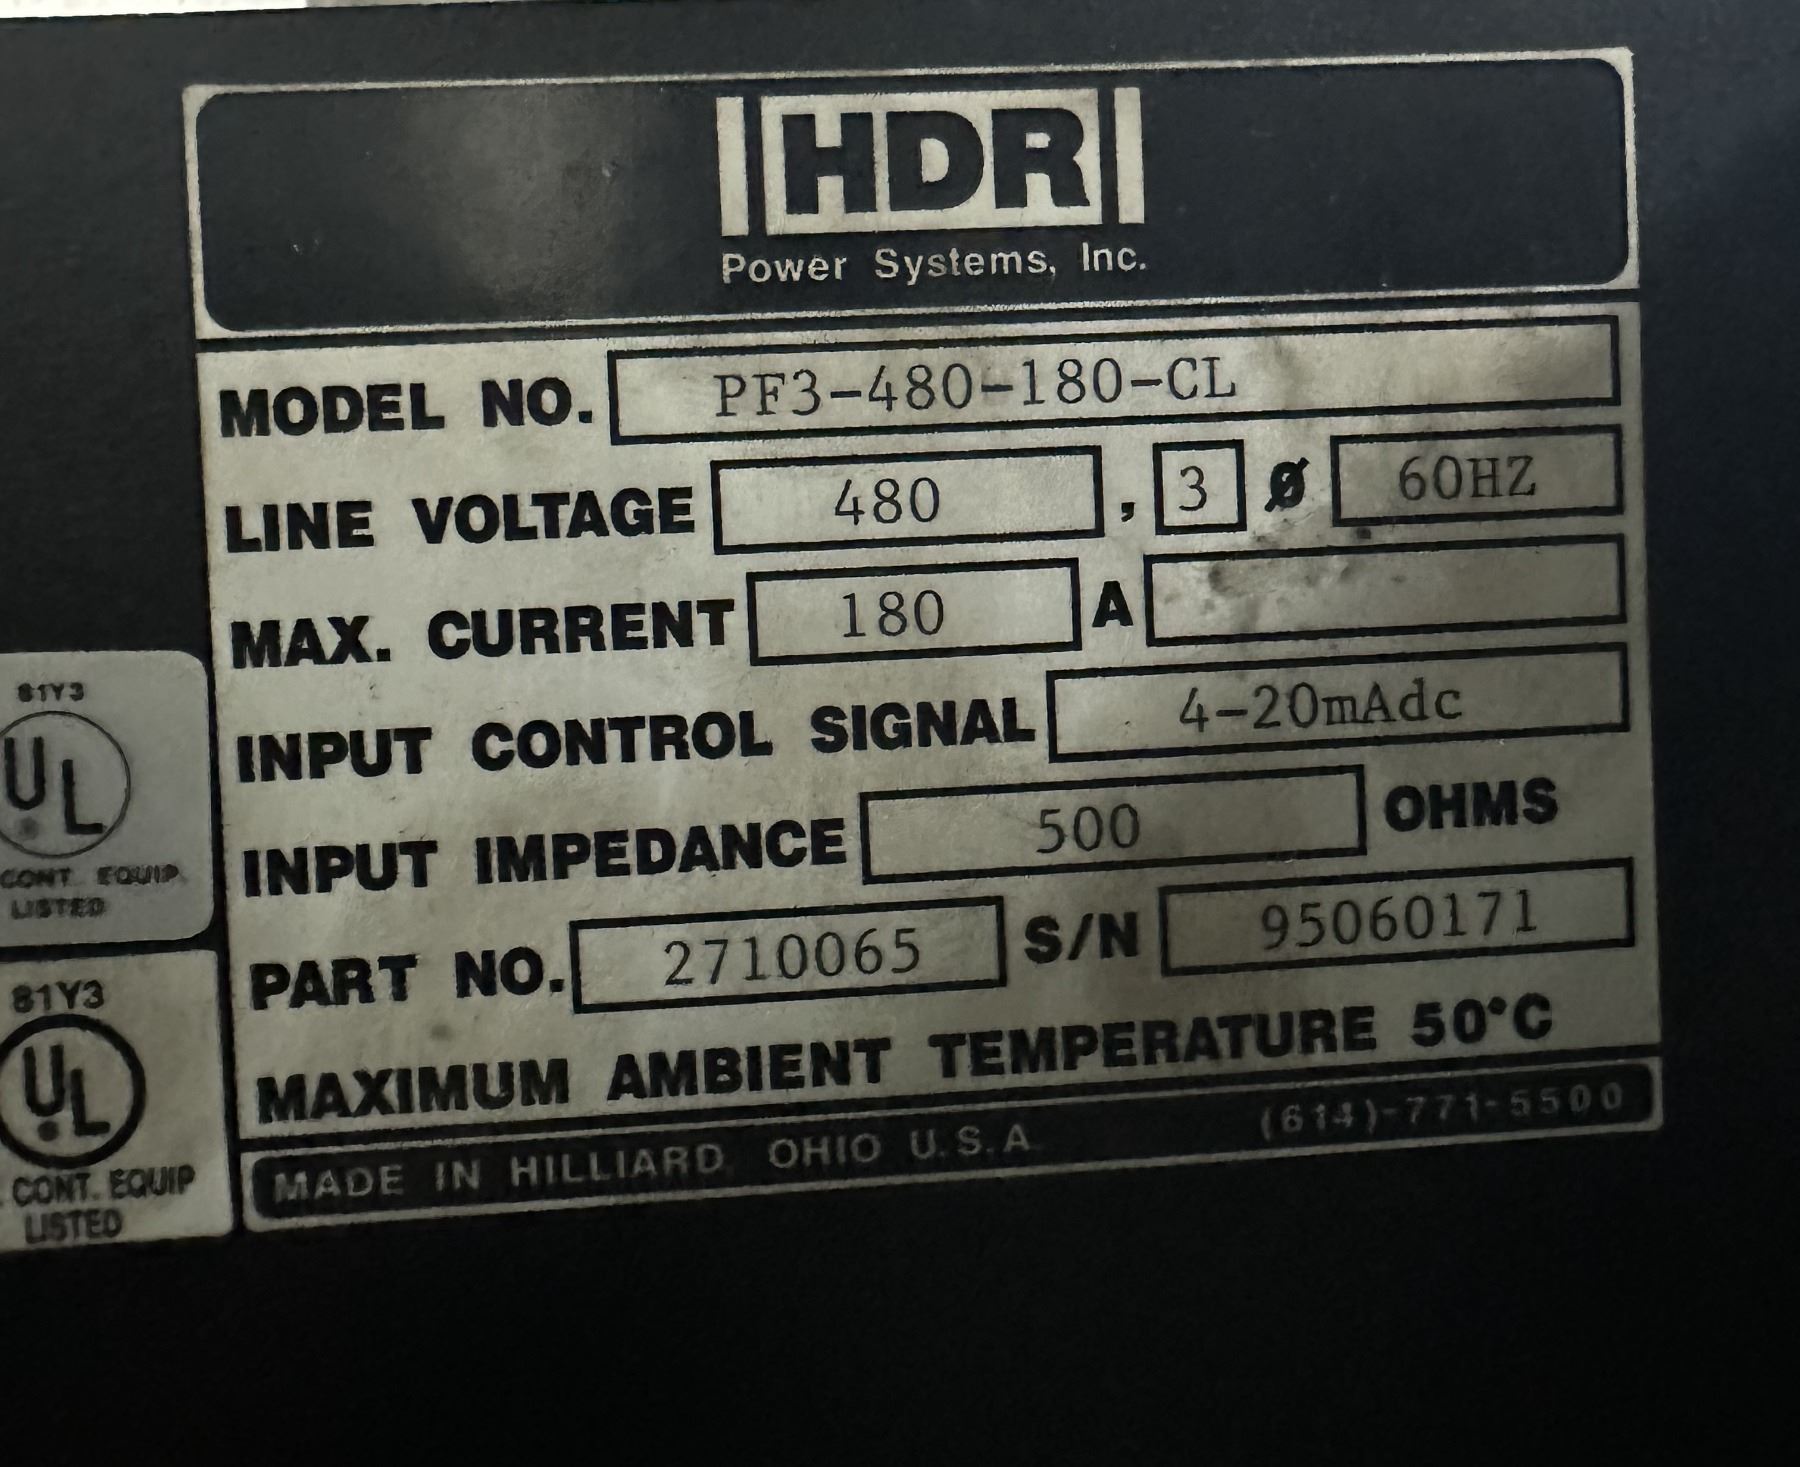 HDR
Power Systems, Inc.
MODEL NO. PF3-480-180-CL
LINE VOLTAGE 480 , 3 Ø 60HZ
MAX. CURRENT 180 A
INPUT CONTROL SIGNAL 4-20mAdc
INPUT IMPEDANCE 500 OHMS
PART NO. 2710065 S/N 95060171
MAXIMUM AMBIENT TEMPERATURE 50°C
MADE IN HILLIARD, OHIO U.S.A. (614)-771-5500
81Y3
UL
CONT. EQUIP.
LISTED
81Y3
UL
CONT. EQUIP
LISTED